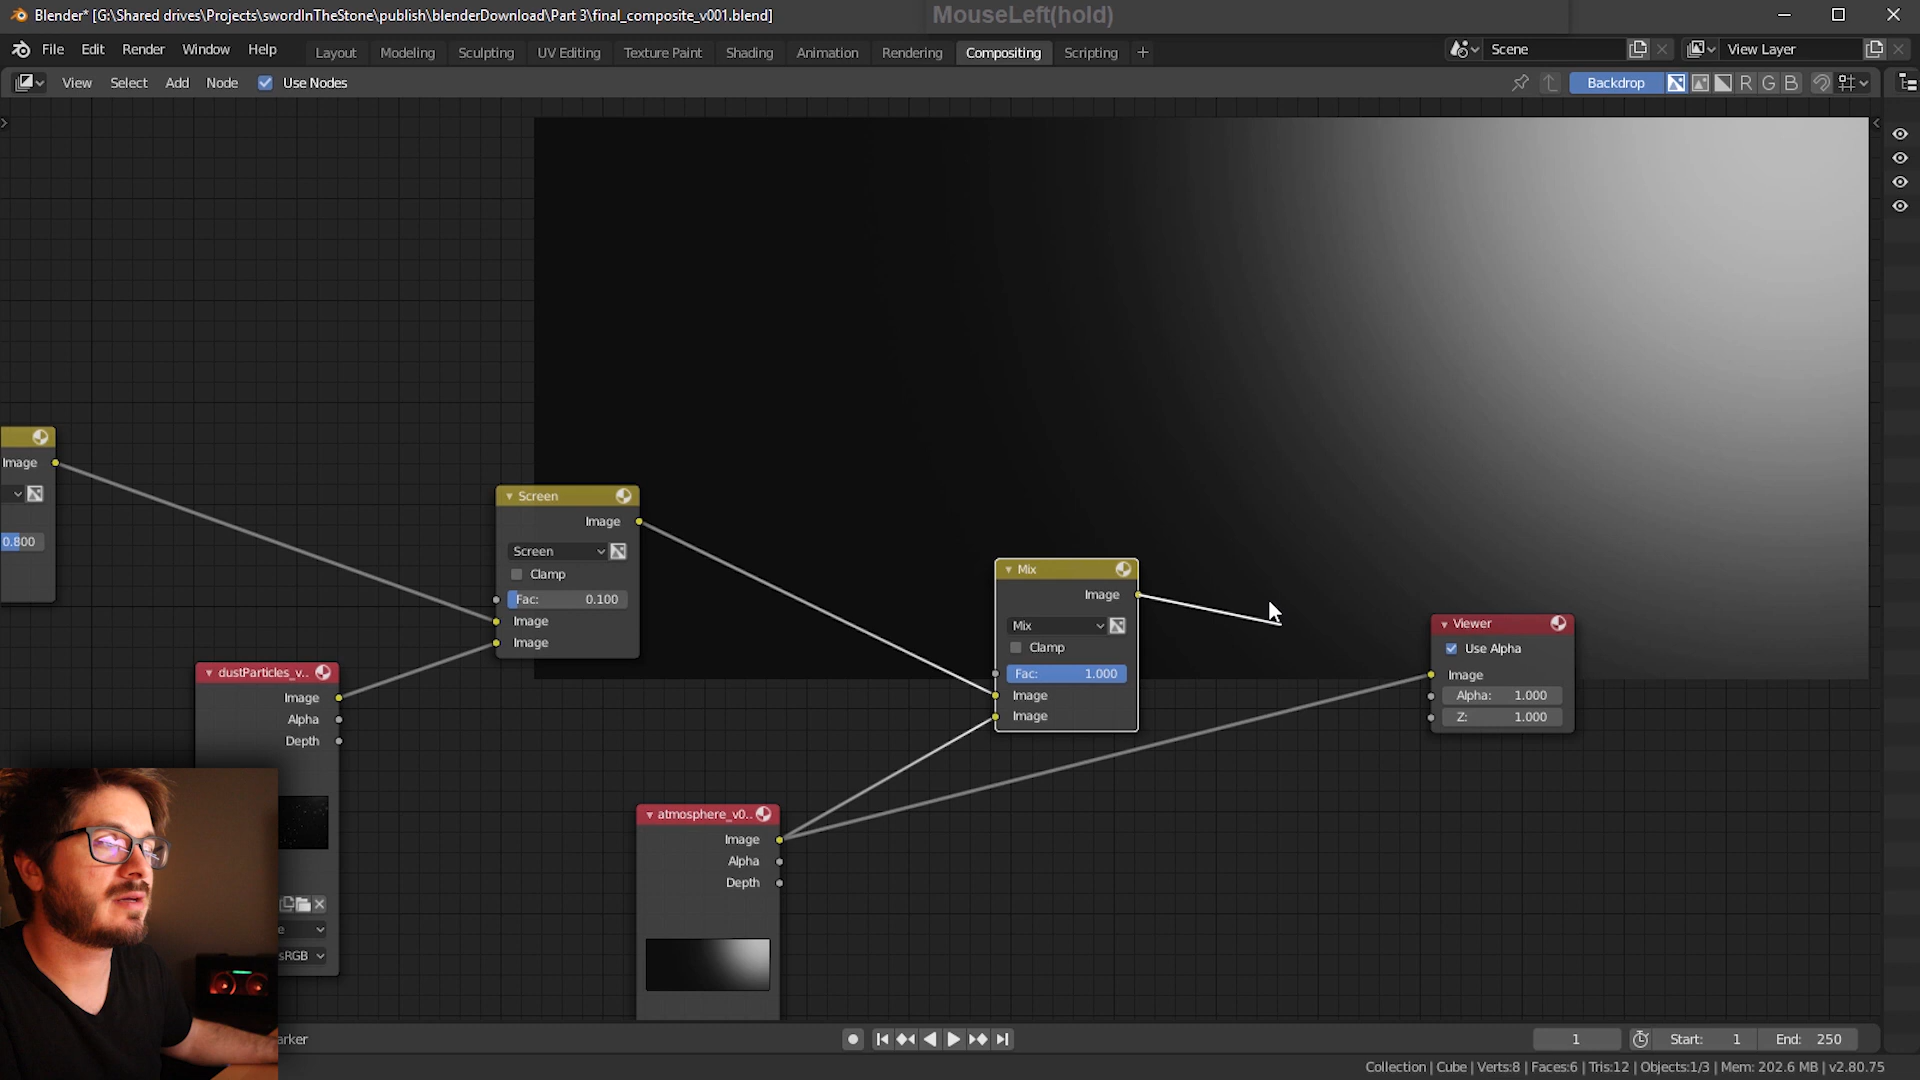 Blender* [G:\Shared drives\Projects\swordInTheStone\publish\blenderDownload\Part 3\final_composite_v001.blend]
MouseLeft(hold)
File Edit Render Window Help
Layout Modeling Sculpting UV Editing Texture Paint Shading Animation Rendering Compositing Scripting +
Scene
View Layer
View Select Add Node Use Nodes
Backdrop R G B
Image
0.800
Screen
Image
Screen
Clamp
Fac: 0.100
Image
Image
dustParticles_v..
Image
Alpha
Depth
e
sRGB
Mix
Image
Mix
Clamp
Fac: 1.000
Image
Image
Viewer
Use Alpha
Image
Alpha: 1.000
Z: 1.000
atmosphere_v0..
Image
Alpha
Depth
arker
1
Start: 1
End: 250
Collection | Cube | Verts:8 | Faces:6 | Tris:12 | Objects:1/3 | Mem: 202.6 MB | v2.80.75